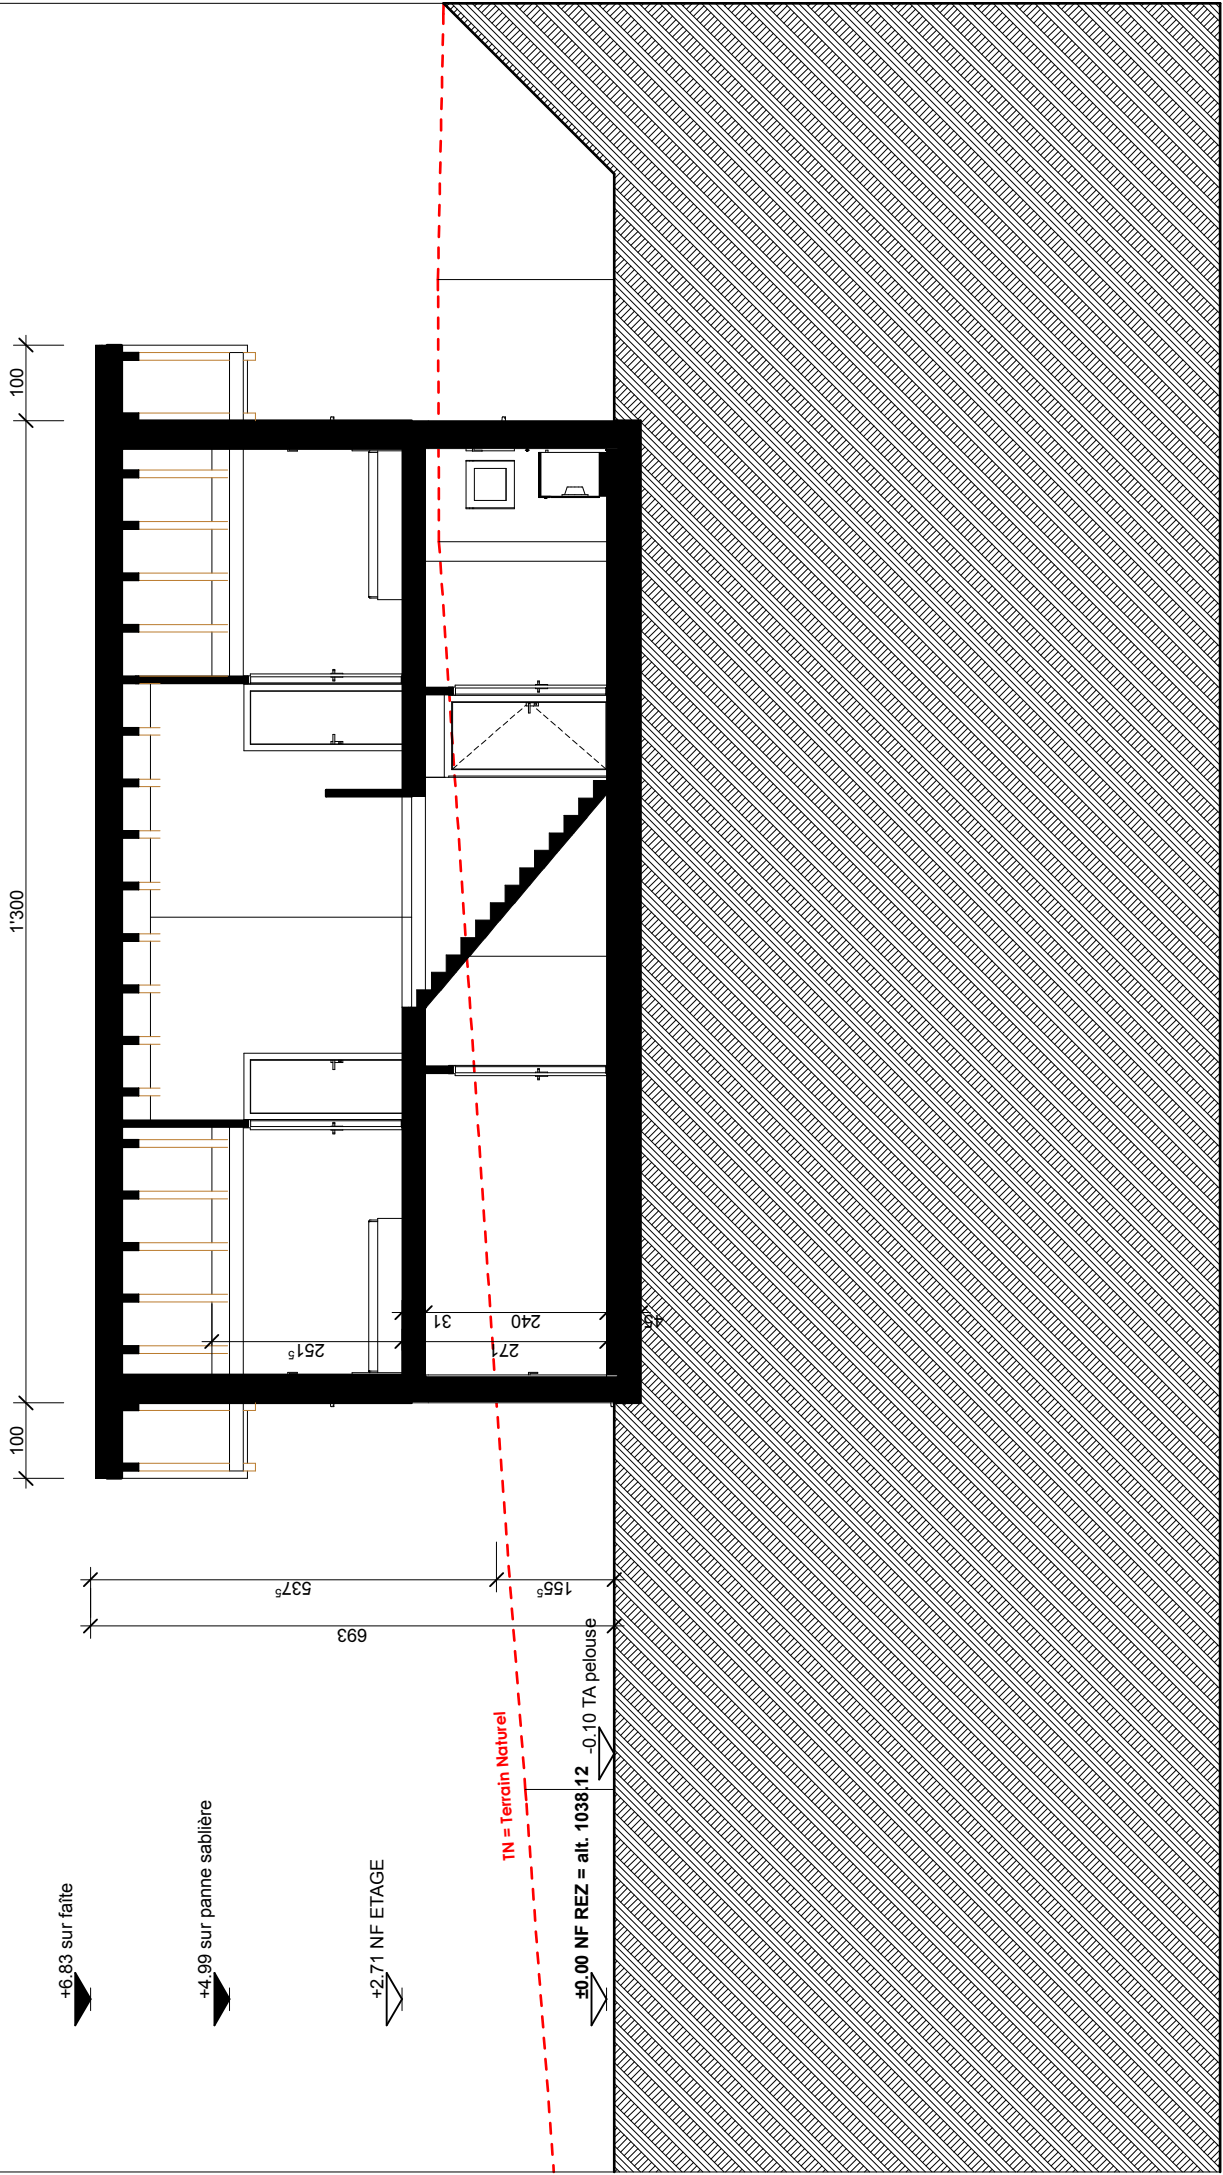 100
1'300
100
+6.83 sur faîte
+4.99 sur panne sablière
+2.71 NF ETAGE
±0.00 NF REZ = alt. 1038.12
-0.10 TA pelouse
TN = Terrain Naturel
693
537⁵
155⁵
251⁵
271
31
240
45